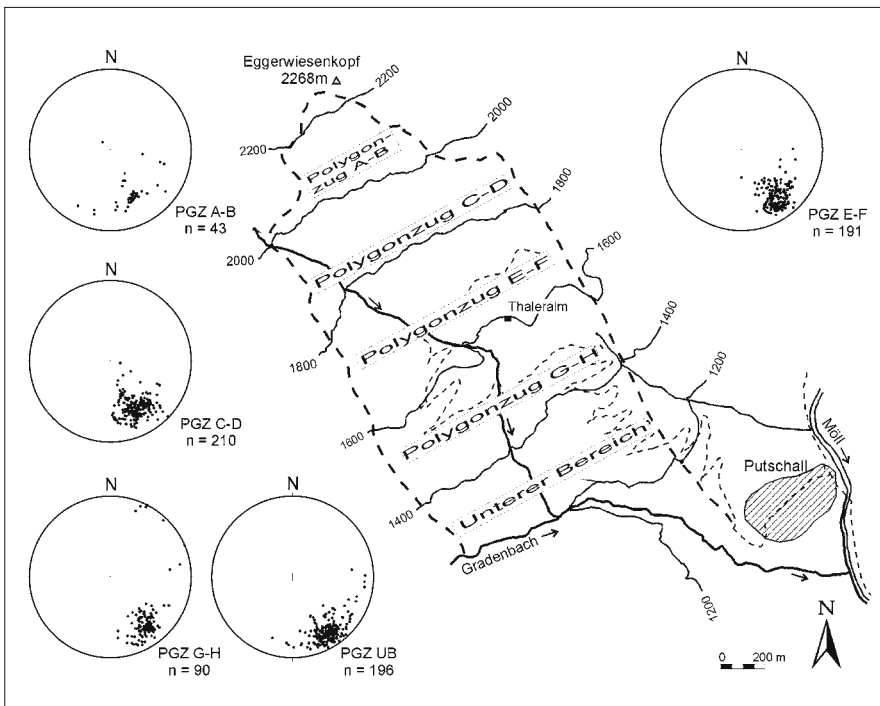 N
PGZ A-B
n = 43
Eggerwiesenkopf
2268m
2200
2200
2000
Polygon-
zug A-B
N
PGZ E-F
n = 191
Polygonzug C-D
1800
2000
1600
Polygonzug E-F
Thaleralm
1400
1800
1200
N
PGZ C-D
n = 210
Polygonzug G-H
1600
Möll
Putschall
Unterer Bereich
1400
Gradenbach
1200
N
PGZ G-H
n = 90
N
PGZ UB
n = 196
N
0 200 m